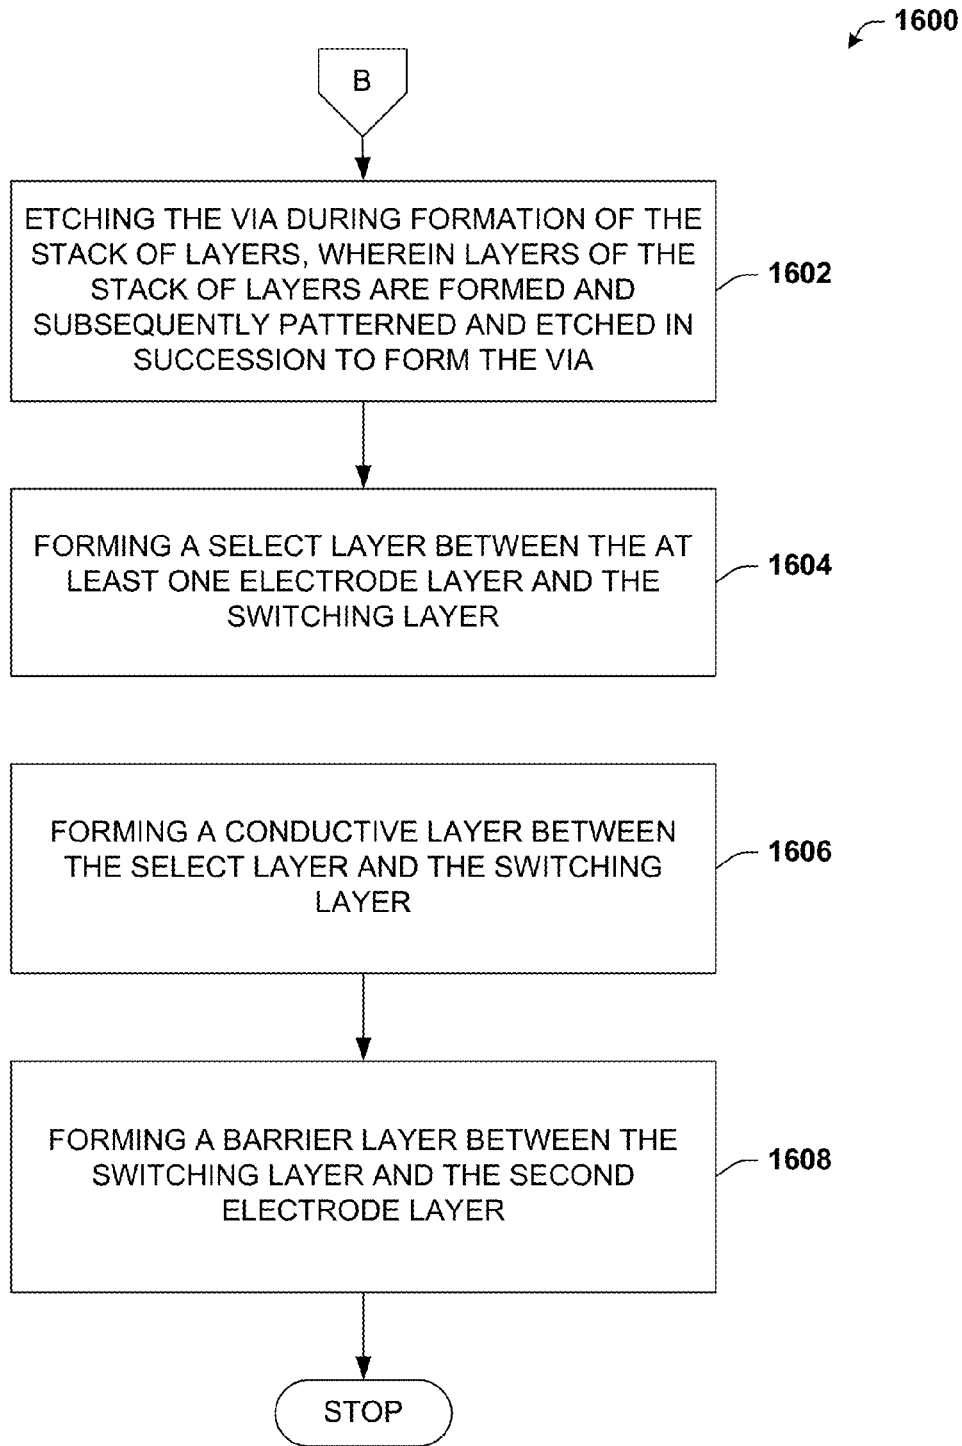 1600
B
ETCHING THE VIA DURING FORMATION OF THE
STACK OF LAYERS, WHEREIN LAYERS OF THE
STACK OF LAYERS ARE FORMED AND
SUBSEQUENTLY PATTERNED AND ETCHED IN
SUCCESSION TO FORM THE VIA
1602
FORMING A SELECT LAYER BETWEEN THE AT
LEAST ONE ELECTRODE LAYER AND THE
SWITCHING LAYER
1604
FORMING A CONDUCTIVE LAYER BETWEEN
THE SELECT LAYER AND THE SWITCHING
LAYER
1606
FORMING A BARRIER LAYER BETWEEN THE
SWITCHING LAYER AND THE SECOND
ELECTRODE LAYER
1608
STOP